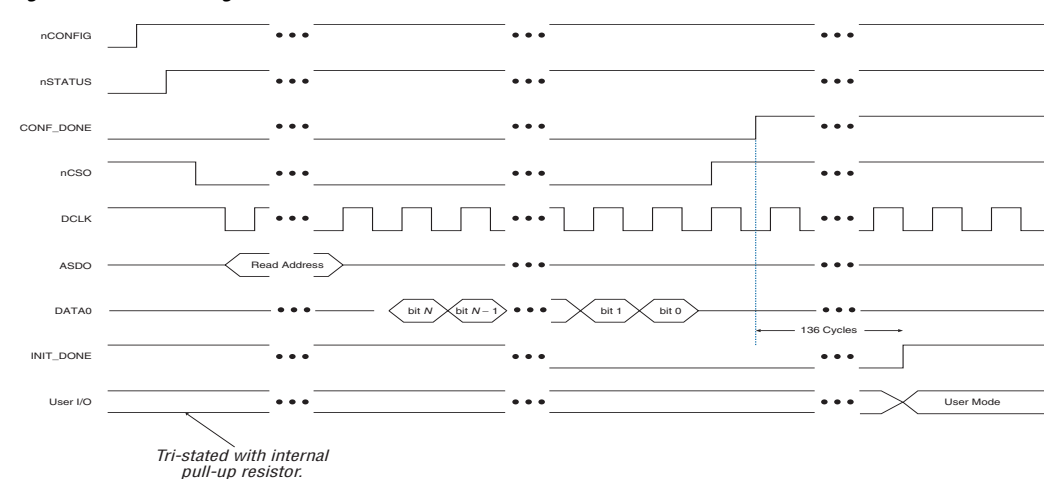 nCONFIG
nSTATUS
CONF_DONE
nCSO
DCLK
ASDO
Read Address
DATA0
bit N
bit N − 1
bit 1
bit 0
136 Cycles
INIT_DONE
User I/O
User Mode
Tri-stated with internal
pull-up resistor.